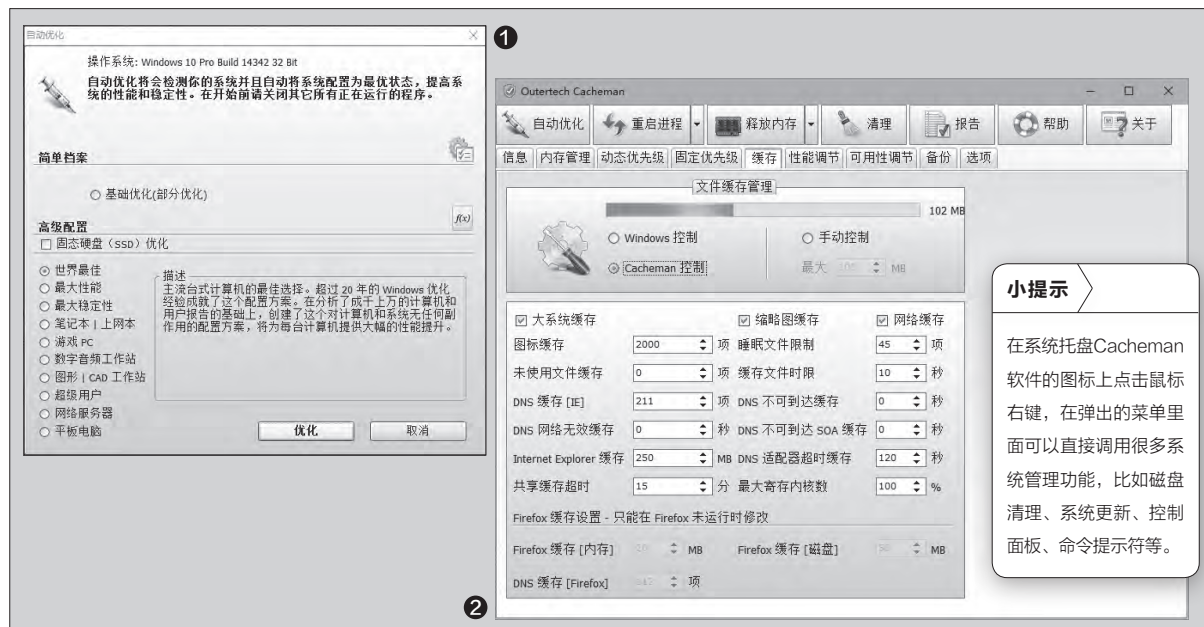 自动优化
❶
操作系统: Windows 10 Pro Build 14342 32 Bit
自动优化将会检测你的系统并且自动将系统配置为最优状态，提高系
统的性能和稳定性。在开始前请关闭其它所有正在运行的程序。
简单档案
基础优化(部分优化)
高级配置
f(x)
固态硬盘（SSD）优化
世界最佳
最大性能
最大稳定性
笔记本 | 上网本
游戏 PC
数字音频工作站
图形 | CAD 工作站
超级用户
网络服务器
平板电脑
描述
主流台式计算机的最佳选择。超过 20 年的 Windows 优化
经验成就了这个配置方案。在分析了成千上万的计算机和
用户报告的基础上，创建了这个对计算机和系统无任何副
作用的配置方案，将为每台计算机提供大幅的性能提升。
优化 取消
Outertech Cacheman
自动优化 重启进程 释放内存 清理 报告 帮助 关于
信息 内存管理 动态优先级 固定优先级 缓存 性能调节 可用性调节 备份 选项
文件缓存管理
102 MB
Windows 控制 手动控制
Cacheman 控制 最大 MB
大系统缓存 缩略图缓存 网络缓存
图标缓存 2000 项 睡眠文件限制 45 项
未使用文件缓存 0 项 缓存文件时限 10 秒
DNS 缓存 [IE] 211 项 DNS 不可到达缓存 0 秒
DNS 网络无效缓存 0 秒 DNS 不可到达 SOA 缓存 0 秒
Internet Explorer 缓存 250 MB DNS 适配器超时缓存 120 秒
共享缓存超时 15 分 最大寄存内核数 100 %
Firefox 缓存设置 - 只能在 Firefox 未运行时修改
Firefox 缓存 [内存] MB Firefox 缓存 [磁盘] MB
DNS 缓存 [Firefox] 项
❷
小提示
在系统托盘Cacheman
软件的图标上点击鼠标
右键，在弹出的菜单里
面可以直接调用很多系
统管理功能，比如磁盘
清理、系统更新、控制
面板、命令提示符等。